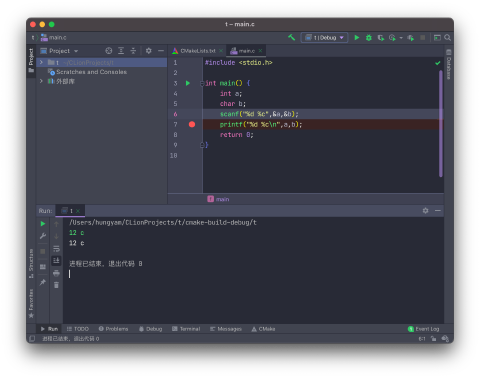 t – main.c
t main.c
t | Debug
Project
CMakeLists.txt
main.c
t ~/CLionProjects/t
Scratches and Consoles
外部库
1 #include <stdio.h>
2
3 int main() {
4 int a;
5 char b;
6 scanf("%d %c",&a,&b);
7 printf("%d %c\n",a,b);
8 return 0;
9 }
10
main
Project
Database
Structure
Favorites
Run: t
/Users/hungyam/CLionProjects/t/cmake-build-debug/t
12 c
12 c
进程已结束，退出代码 0
Run TODO Problems Debug Terminal Messages CMake
1 Event Log
进程已结束，退出代码 0
6:1